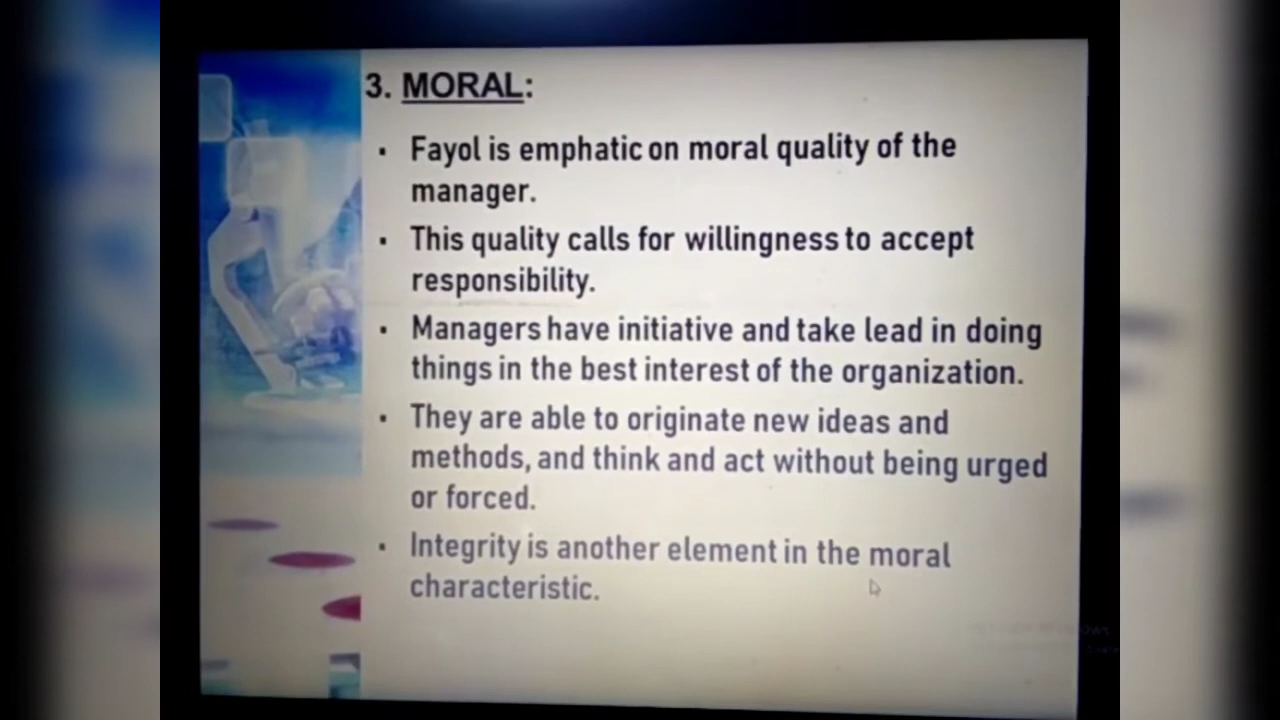 3. MORAL:
▪ Fayol is emphatic on moral quality of the
manager.
▪ This quality calls for willingness to accept
responsibility.
▪ Managers have initiative and take lead in doing
things in the best interest of the organization.
▪ They are able to originate new ideas and
methods, and think and act without being urged
or forced.
▪ Integrity is another element in the moral
characteristic.